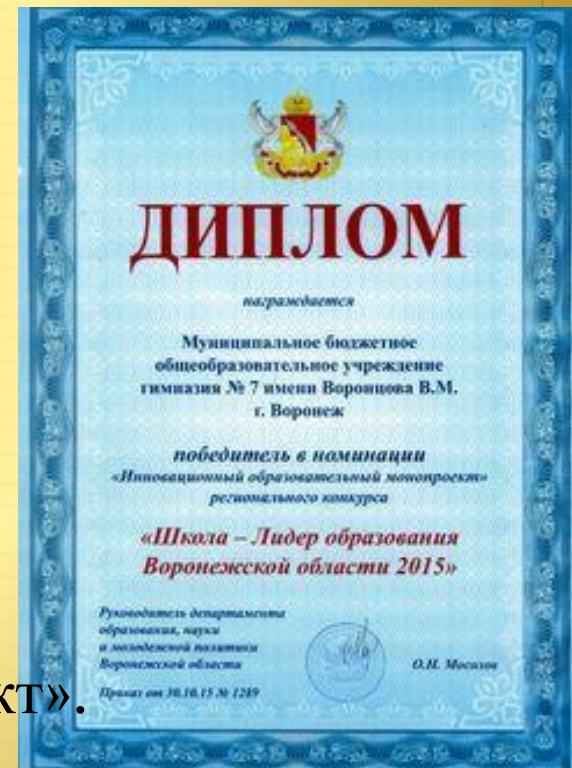 ДИПЛОМ
награждается
Муниципальное бюджетное
общеобразовательное учреждение
гимназия № 7 имени Воронцова В.М.
г. Воронеж
победитель в номинации
«Инновационный образовательный монопроект»
регионального конкурса
«Школа – Лидер образования
Воронежской области 2015»
Руководитель департамента
образования, науки
и молодежной политики
Воронежской области
О.Н. Мосолов
Приказ от 30.10.15 № 1289
кт».